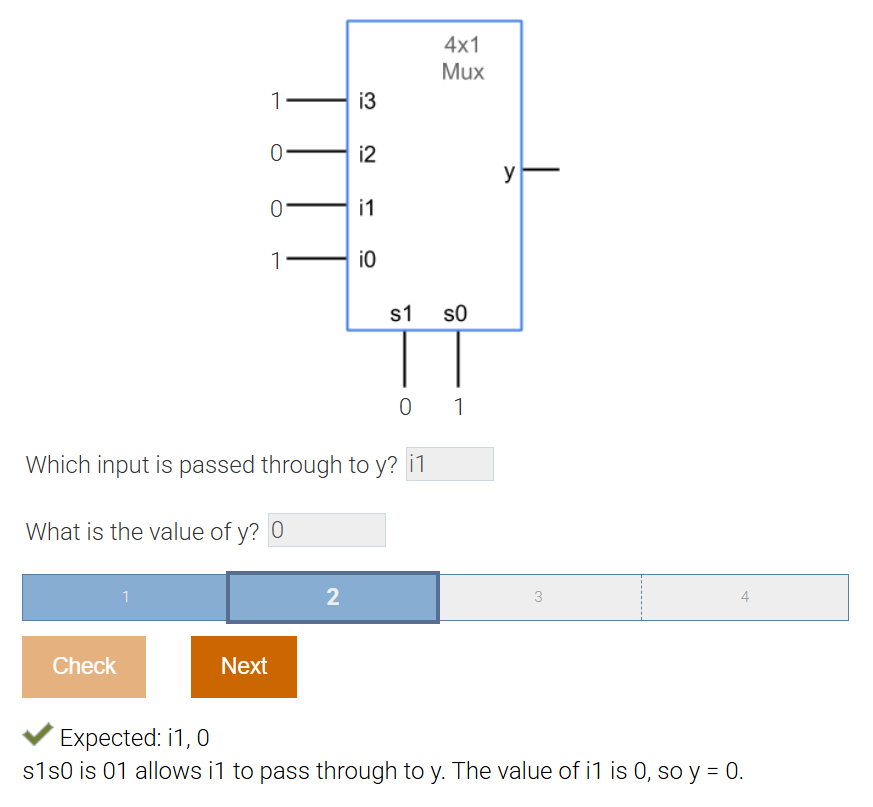 4x1
Mux
1 i3
0 i2
y
0 i1
1 i0
s1 s0
0 1
Which input is passed through to y? i1
What is the value of y? 0
1 2 3 4
Check Next
Expected: i1, 0
s1s0 is 01 allows i1 to pass through to y. The value of i1 is 0, so y = 0.